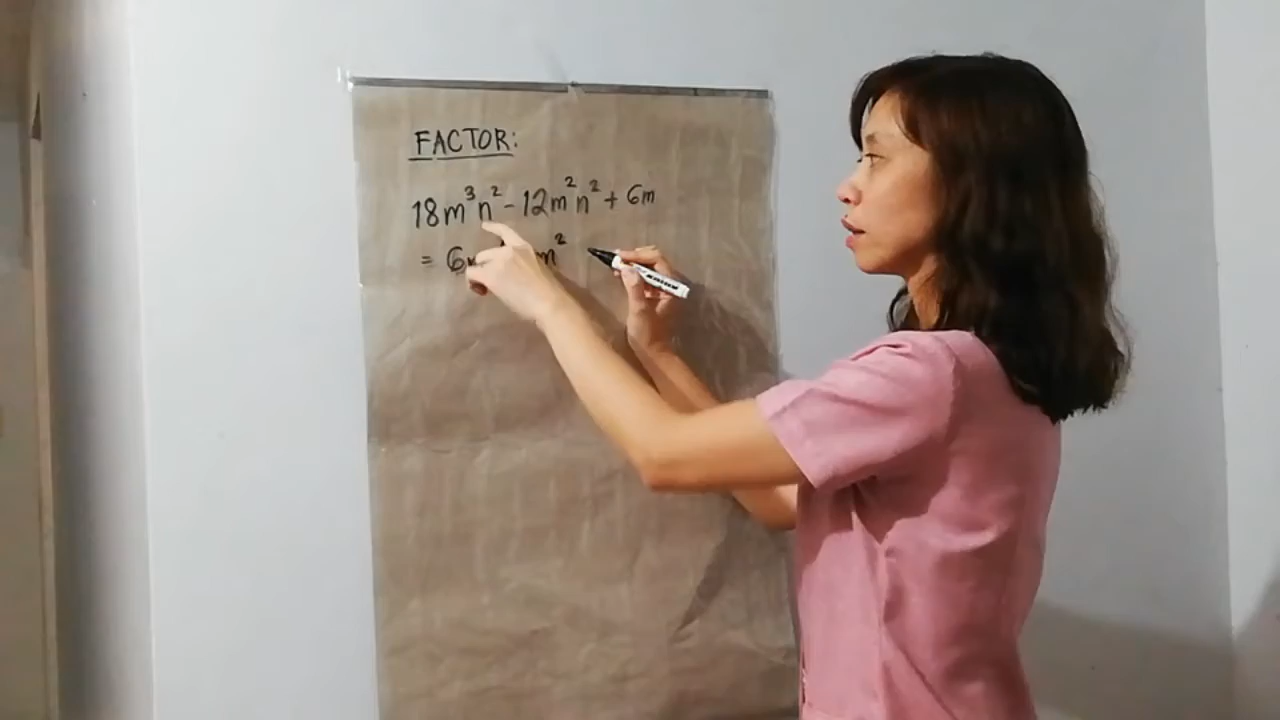 FACTOR:
18m³n² - 12m²n² + 6m
= 6m m²